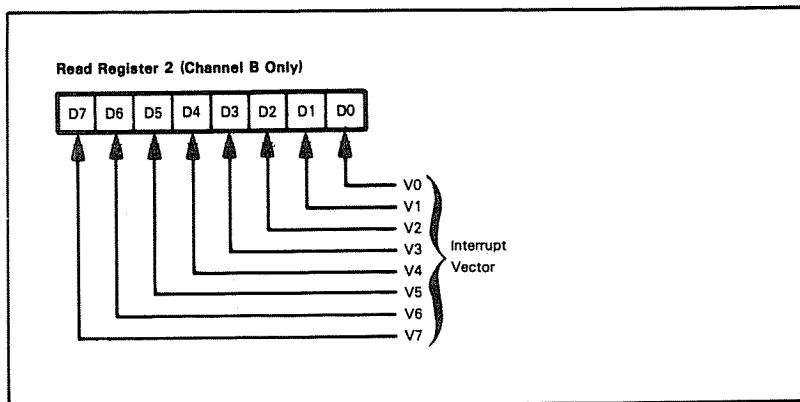 Read Register 2 (Channel B Only)
D7 D6 D5 D4 D3 D2 D1 D0
V0
V1
V2
V3
Interrupt
Vector
V4
V5
V6
V7